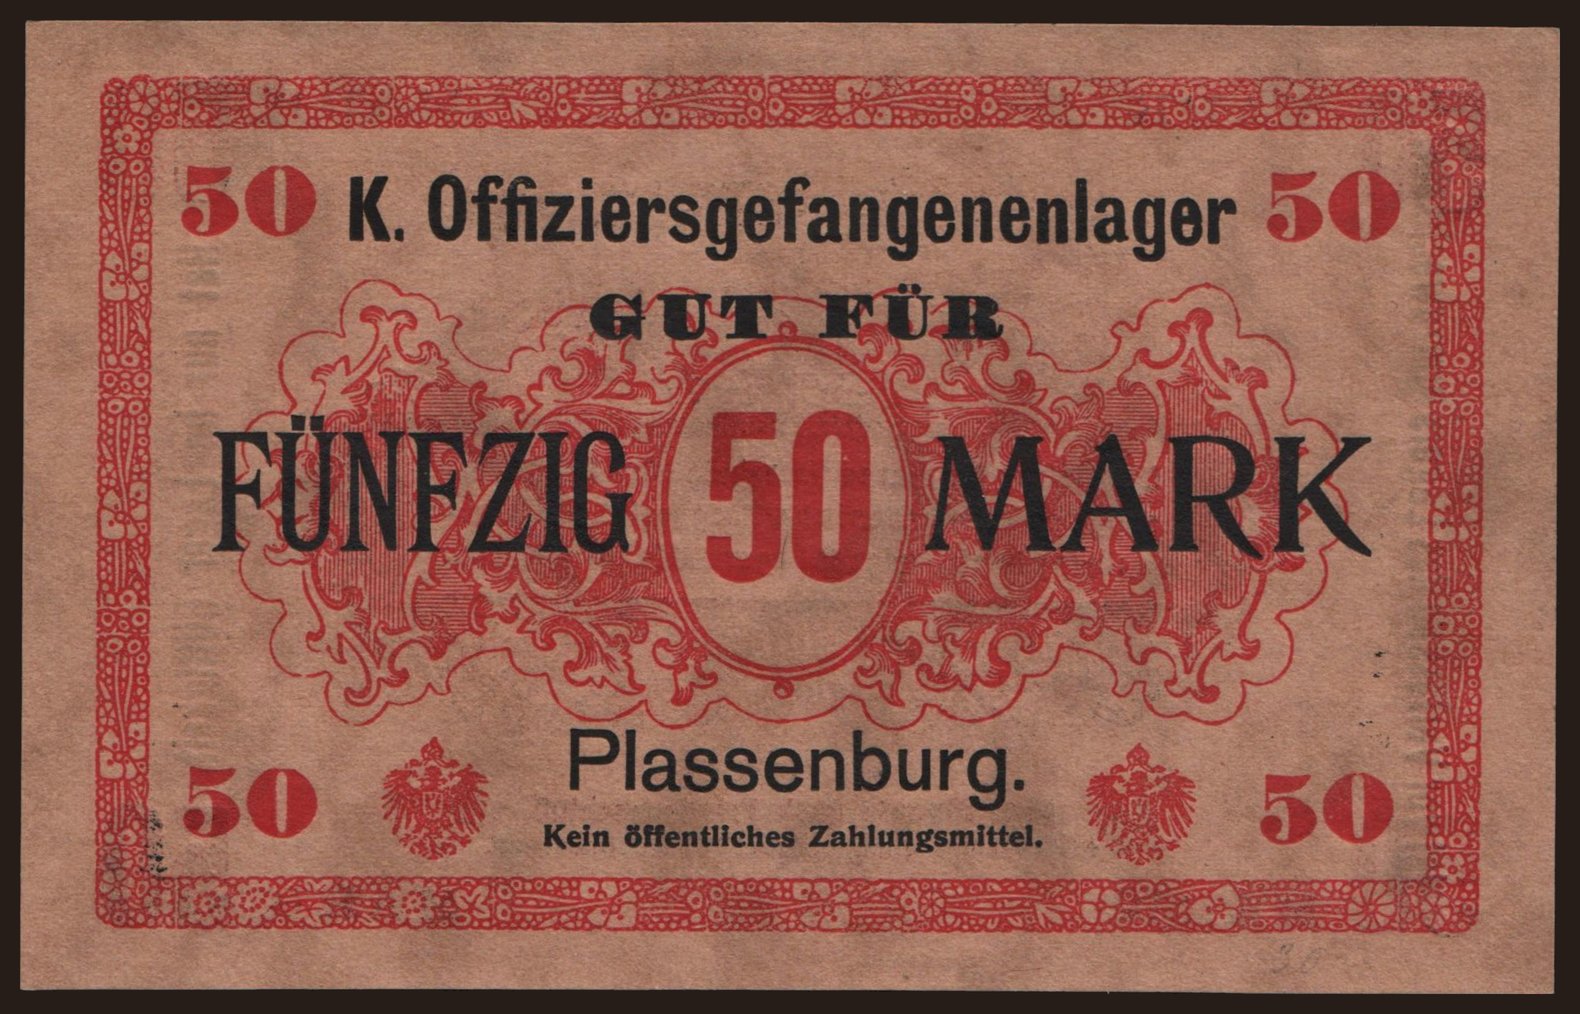 50 K. Offiziersgefangenenlager 50
GUT FÜR
FÜNFZIG 50 MARK
Plassenburg.
50 50
Kein öffentliches Zahlungsmittel.